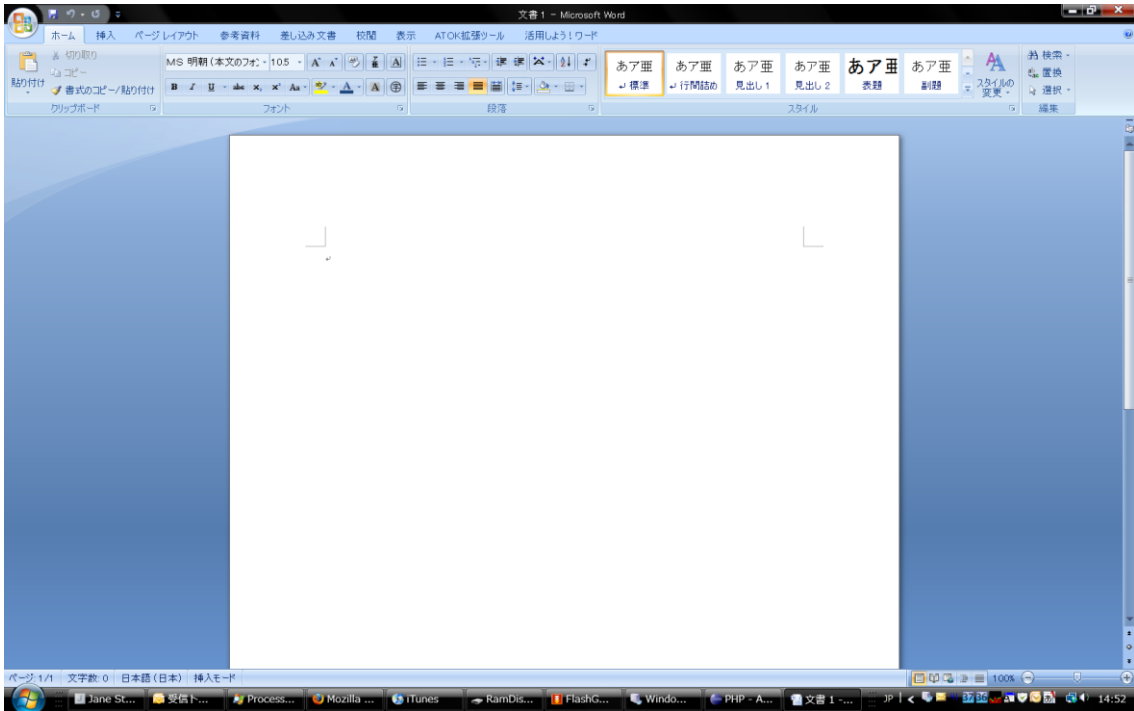 文書 1 - Microsoft Word
ホーム 挿入 ページ レイアウト 参考資料 差し込み文書 校閲 表示 ATOK拡張ツール 活用しよう!ワード
貼り付け
切り取り
コピー
書式のコピー/貼り付け
クリップボード
MS 明朝 (本文のフォ 10.5
フォント
段落
あア亜 あア亜 あア亜 あア亜 あア亜 あア亜
標準 行間詰め 見出し 1 見出し 2 表題 副題
スタイルの変更
スタイル
検索
置換
選択
編集
ページ: 1/1 文字数: 0 日本語 (日本) 挿入モード 100%
Jane St... 受信ト... Process... Mozilla ... iTunes RamDis... FlashG... Windo... PHP - A... 文書 1 -... JP 14:52